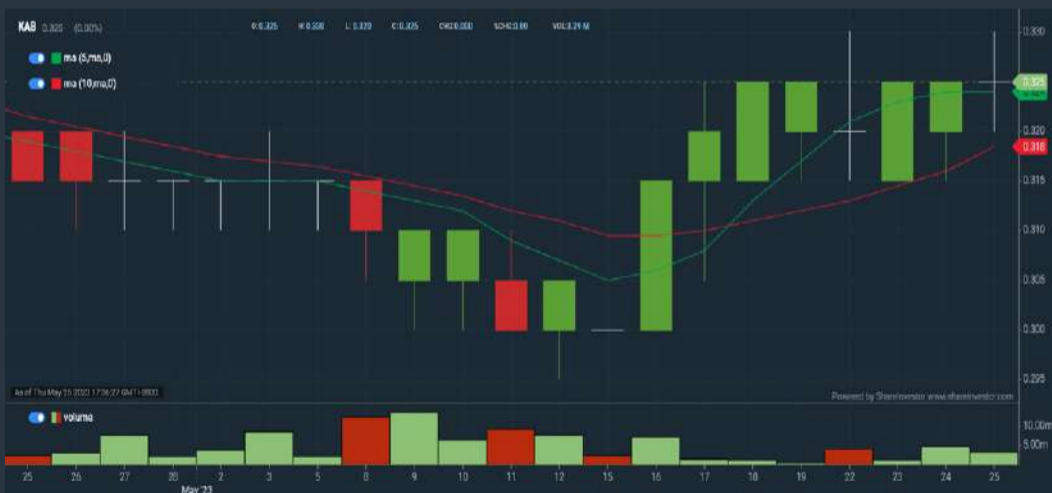 KAB 0.325 (0.00%) O:0.325 H:0.330 L: 0.320 C:0.325 CHG:0.000 %CHG:0.00 VOL:3.29 M
ma (5,ma,0)
ma (10,ma,0)
0.330
0.325
0.320
0.318
0.315
0.310
0.305
0.300
0.295
As of Thu May 25 2023 17:36:27 GMT+0800
Powered by ShareInvestor www.shareinvestor.com
volume
10.00m
5.00m
25 26 27 28 2 3 5 8 9 10 11 12 15 16 17 18 19 22 23 24 25
May '23